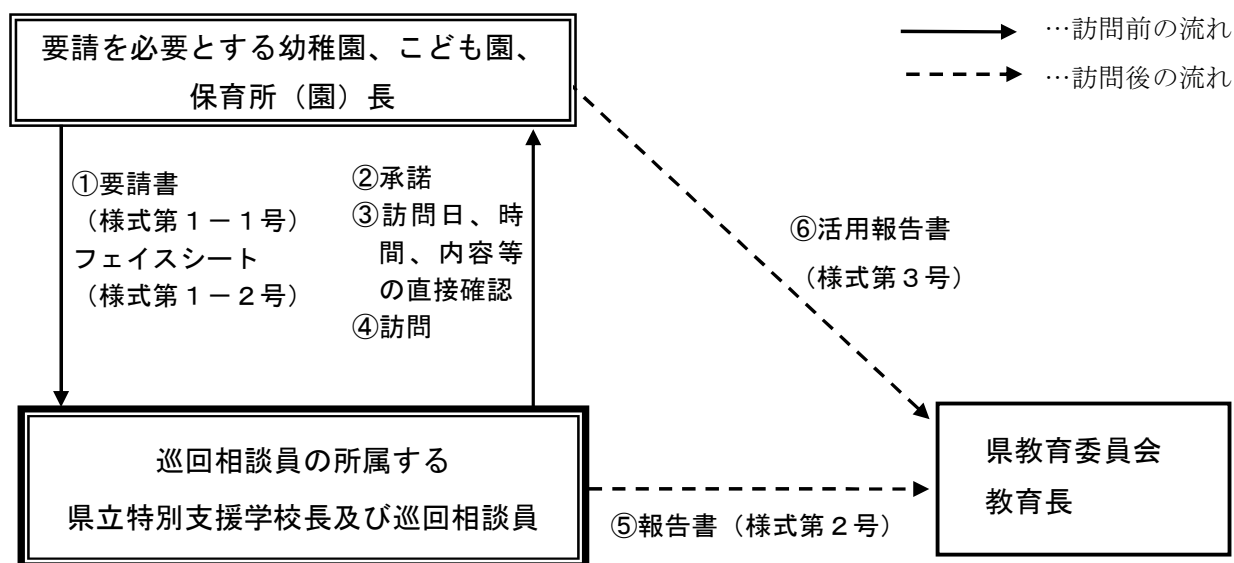 要請を必要とする幼稚園、こども園、
保育所（園）長
…訪問前の流れ
…訪問後の流れ
①要請書
（様式第１－１号）
フェイスシート
（様式第１－２号）
②承諾
③訪問日、時
間、内容等
の直接確認
④訪問
⑥活用報告書
（様式第３号）
巡回相談員の所属する
県立特別支援学校長及び巡回相談員
⑤報告書（様式第２号）
県教育委員会
教育長